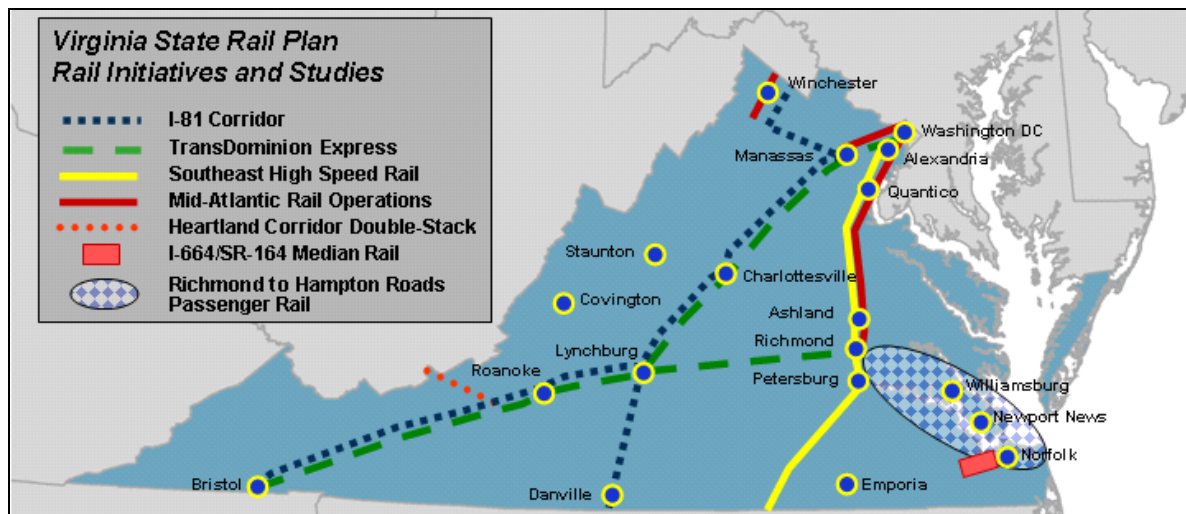 Virginia State Rail Plan
Rail Initiatives and Studies
I-81 Corridor
TransDominion Express
Southeast High Speed Rail
Mid-Atlantic Rail Operations
Heartland Corridor Double-Stack
I-664/SR-164 Median Rail
Richmond to Hampton Roads
Passenger Rail
Winchester
Washington DC
Manassas
Alexandria
Quantico
Staunton
Charlottesville
Covington
Ashland
Lynchburg
Richmond
Roanoke
Petersburg
Williamsburg
Newport News
Norfolk
Bristol
Danville
Emporia